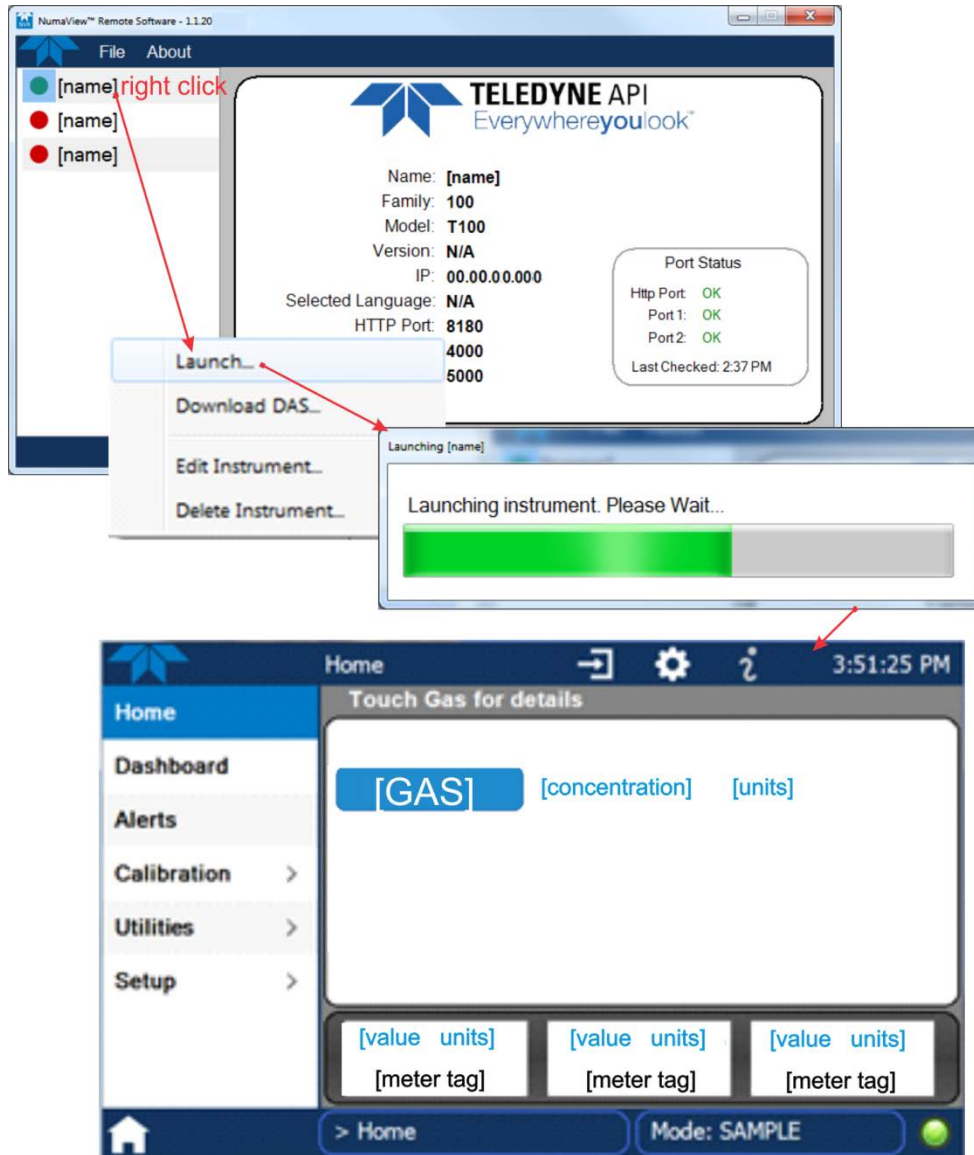 NumaView™ Remote Software - 1.1.20
File About
[name] right click
[name]
[name]
TELEDYNE API
Everywhereyoulook™
Name: [name]
Family: 100
Model: T100
Version: N/A
IP: 00.00.00.000
Selected Language: N/A
HTTP Port: 8180
4000
5000
Port Status
Http Port: OK
Port 1: OK
Port 2: OK
Last Checked: 2:37 PM
Launch...
Download DAS...
Edit Instrument...
Delete Instrument...
Launching [name]
Launching instrument. Please Wait...
Home 3:51:25 PM
Touch Gas for details
Home
Dashboard
Alerts
Calibration >
Utilities >
Setup >
[GAS] [concentration] [units]
[value units] [value units] [value units]
[meter tag] [meter tag] [meter tag]
> Home Mode: SAMPLE